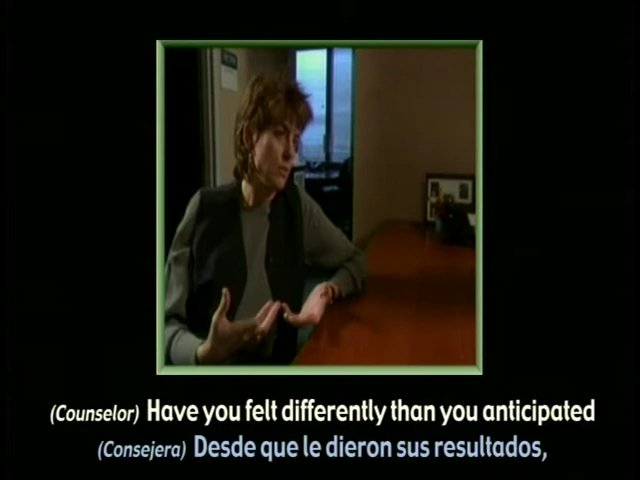 (Counselor) Have you felt differently than you anticipated
(Consejera) Desde que le dieron sus resultados,